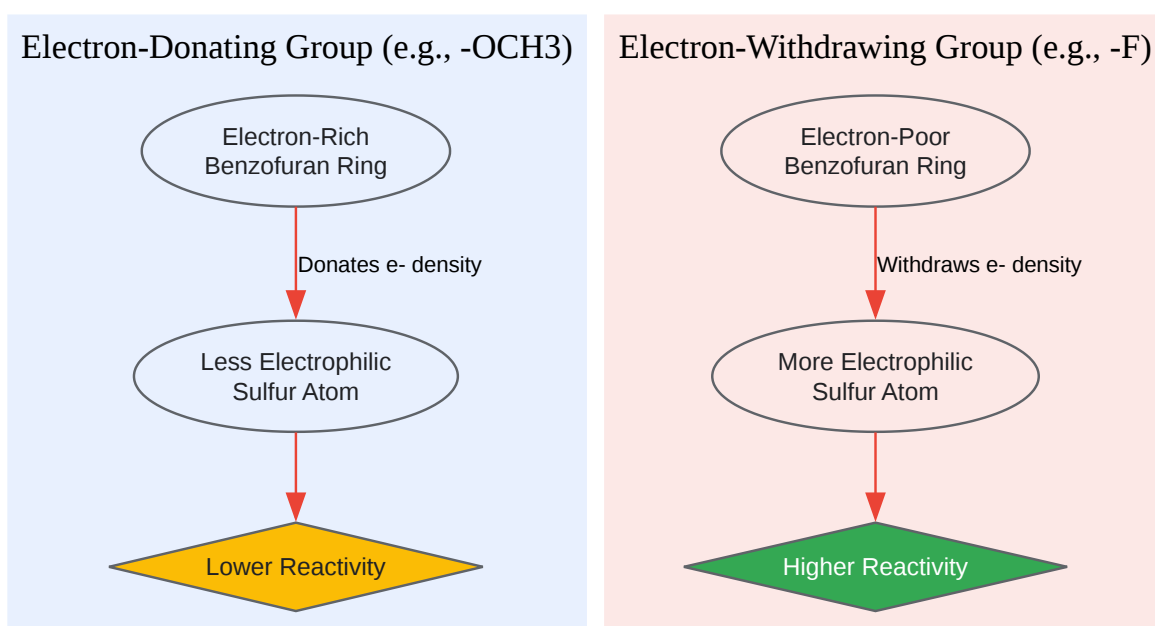 Electron-Donating Group (e.g., -OCH3)
Electron-Rich
Benzofuran Ring
Donates e- density
Less Electrophilic
Sulfur Atom
Lower Reactivity
Electron-Withdrawing Group (e.g., -F)
Electron-Poor
Benzofuran Ring
Withdraws e- density
More Electrophilic
Sulfur Atom
Higher Reactivity